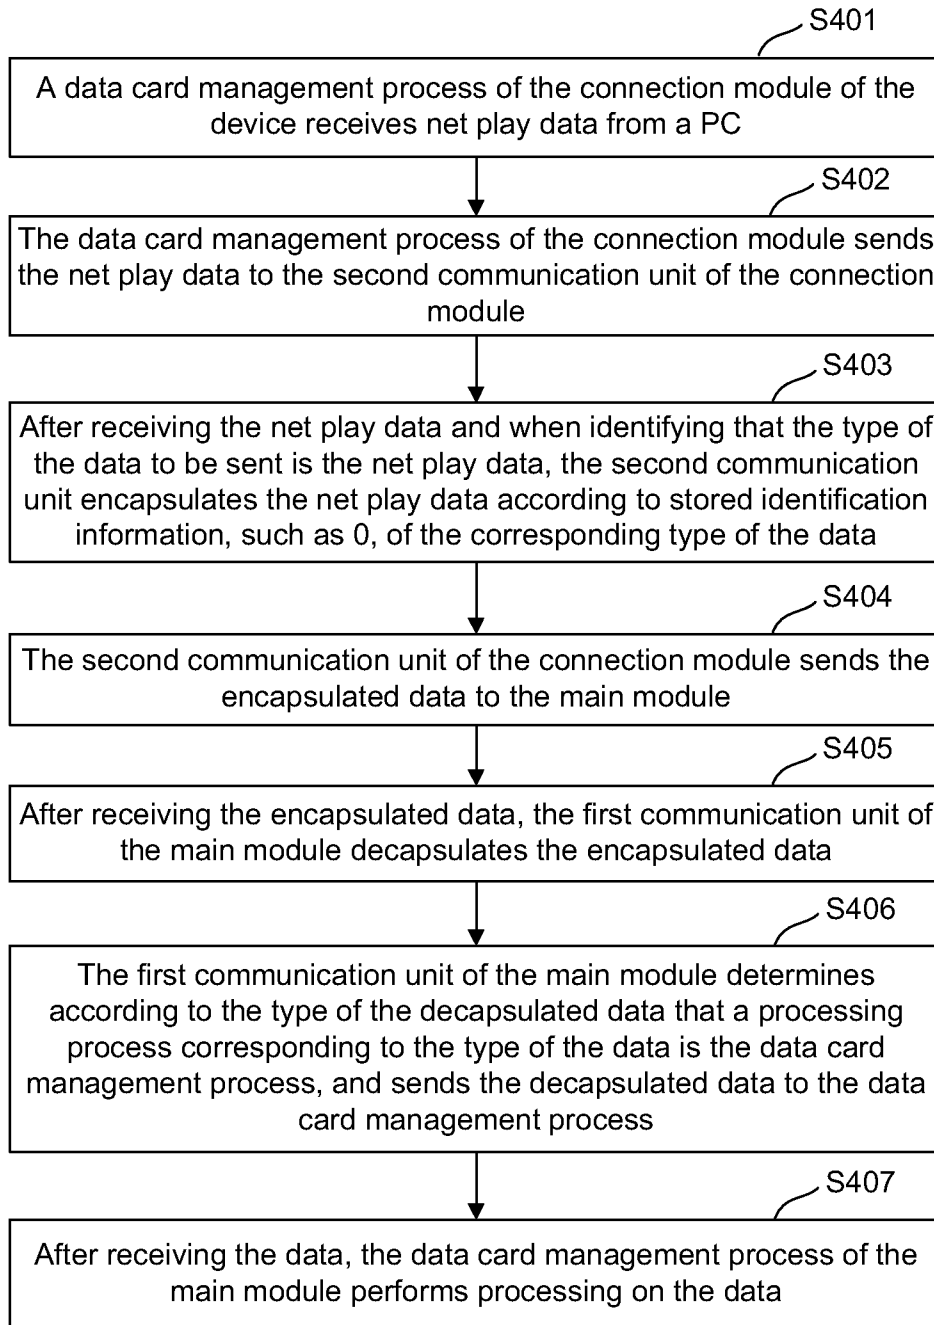 S401
A data card management process of the connection module of the
device receives net play data from a PC
S402
The data card management process of the connection module sends
the net play data to the second communication unit of the connection
module
S403
After receiving the net play data and when identifying that the type of
the data to be sent is the net play data, the second communication
unit encapsulates the net play data according to stored identification
information, such as 0, of the corresponding type of the data
S404
The second communication unit of the connection module sends the
encapsulated data to the main module
S405
After receiving the encapsulated data, the first communication unit of
the main module decapsulates the encapsulated data
S406
The first communication unit of the main module determines
according to the type of the decapsulated data that a processing
process corresponding to the type of the data is the data card
management process, and sends the decapsulated data to the data
card management process
S407
After receiving the data, the data card management process of the
main module performs processing on the data